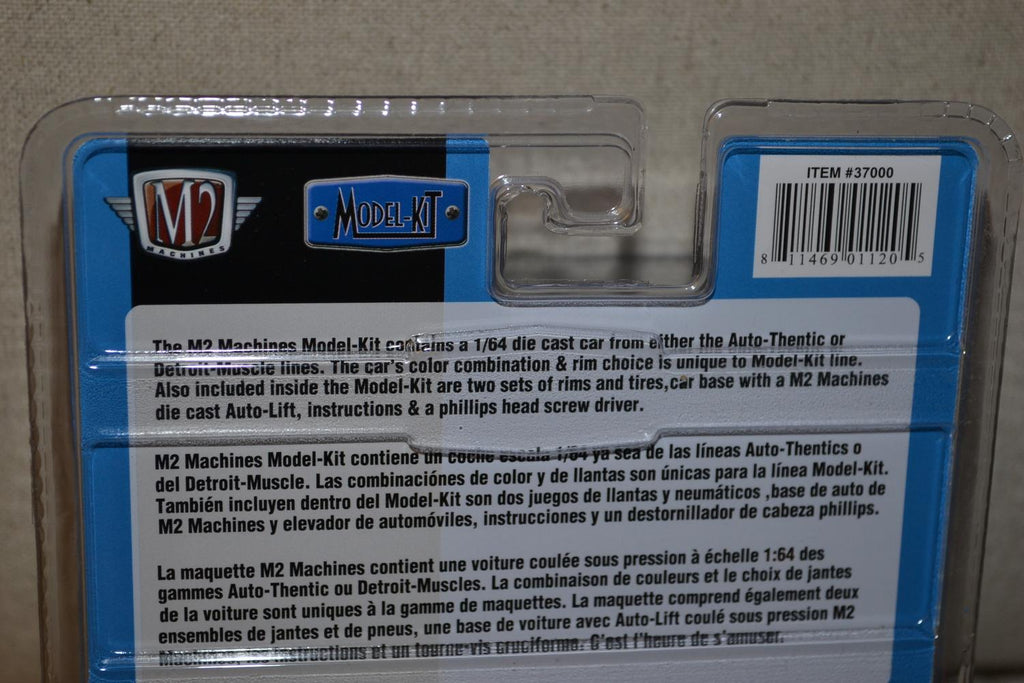 M2
MACHINES
MODEL-KIT
ITEM #37000
8 11469 01120 5
The M2 Machines Model-Kit contains a 1/64 die cast car from either the Auto-Thentic or
Detroit-Muscle lines. The car's color combination & rim choice is unique to Model-Kit line.
Also included inside the Model-Kit are two sets of rims and tires,car base with a M2 Machines
die cast Auto-Lift, instructions & a phillips head screw driver.
M2 Machines Model-Kit contiene un coche escala 1/64 ya sea de las líneas Auto-Thentics o
del Detroit-Muscle. Las combinaciónes de color y de llantas son únicas para la línea Model-Kit.
También incluyen dentro del Model-Kit son dos juegos de llantas y neumáticos ,base de auto de
M2 Machines y elevador de automóviles, instrucciones y un destornillador de cabeza phillips.
La maquette M2 Machines contient une voiture coulée sous pression à échelle 1:64 des
gammes Auto-Thentic ou Detroit-Muscles. La combinaison de couleurs et le choix de jantes
de la voiture sont uniques à la gamme de maquettes. La maquette comprend également deux
ensembles de jantes et de pneus, une base de voiture avec Auto-Lift coulé sous pression M2
Machines, les instructions et un tourne-vis cruciforme. C'est l'heure de s'amuser.